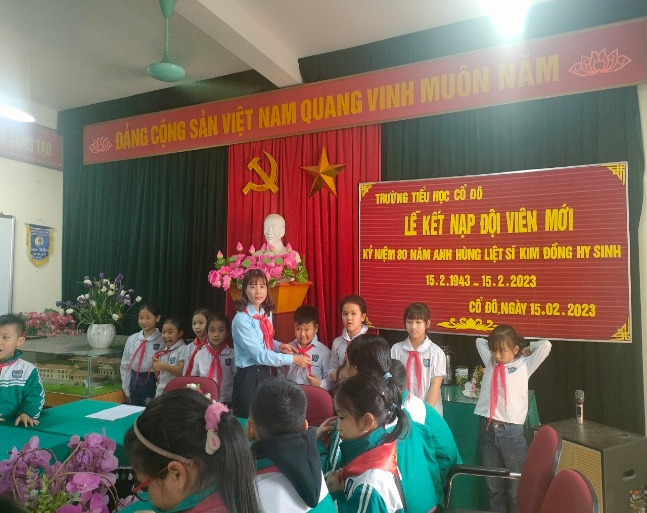 ĐẢNG CỘNG SẢN VIỆT NAM QUANG VINH MUÔN NĂM
TRƯỜNG TIỂU HỌC CỔ ĐÔ
LỄ KẾT NẠP ĐỘI VIÊN MỚI
KỶ NIỆM 80 NĂM ANH HÙNG LIỆT SĨ KIM ĐỒNG HY SINH
15.2.1943 ~ 15.2.2023
CỔ ĐÔ, NGÀY 15.02.2023
TẠO